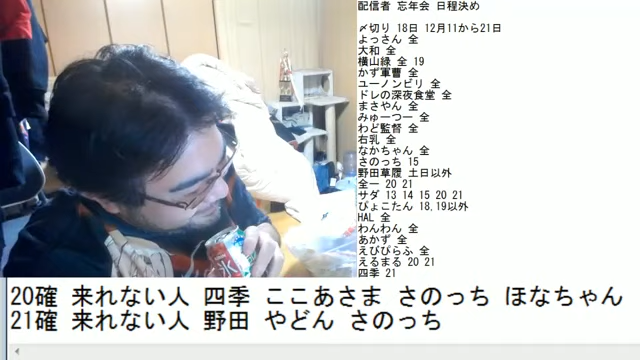 配信者 忘年会 日程決め
〆切り 18日 12月11から21日
よっさん 全
大和 全
横山緑 全 19
かず軍曹 全
ユーノンビリ 全
ドレの深夜食堂 全
まさやん 全
みゅーつー 全
わど監督 全
右乳 全
なかちゃん 全
さのっち 15
野田草履 土日以外
全一 20 21
サダ 13 14 15 20 21
ぴょこたん 18、19以外
HAL 全
わんわん 全
あかず 全
えびぴらふ 全
えるまる 20 21
四季 21
氷
20確 来れない人 四季 ここあさま さのっち ほなちゃん
21確 来れない人 野田 やどん さのっち